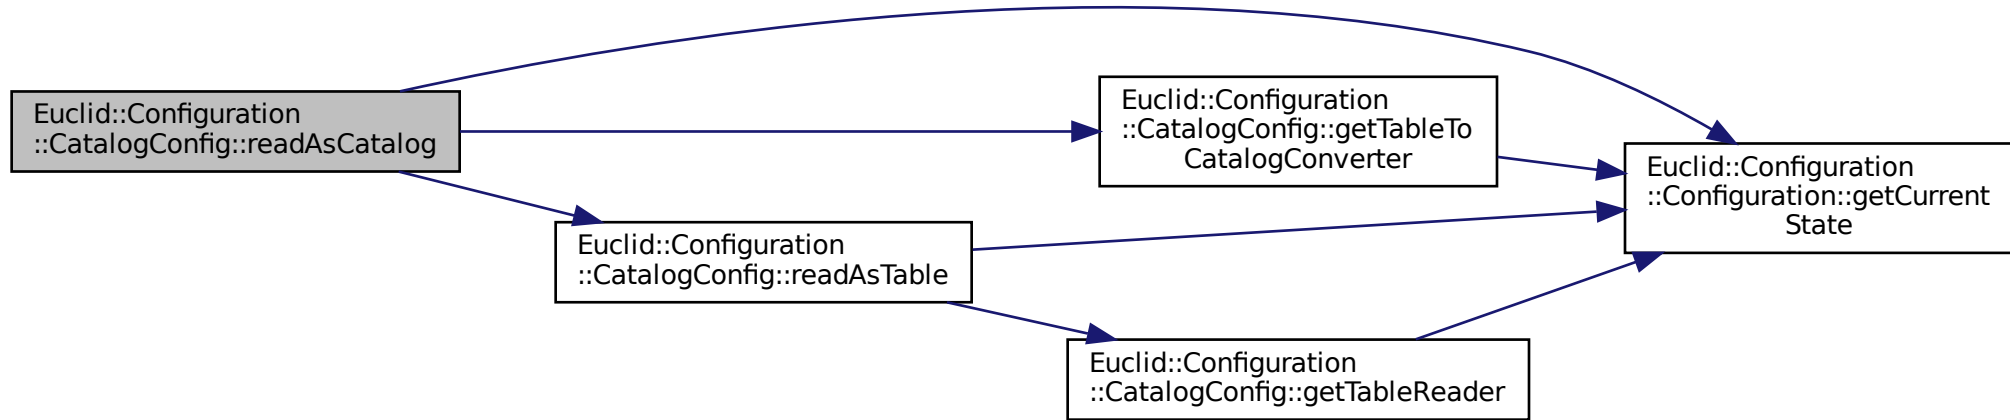 Euclid::Configuration
::CatalogConfig::readAsCatalog
Euclid::Configuration
::CatalogConfig::getTableTo
CatalogConverter
Euclid::Configuration
::Configuration::getCurrent
State
Euclid::Configuration
::CatalogConfig::readAsTable
Euclid::Configuration
::CatalogConfig::getTableReader